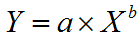 Y = a × X^b